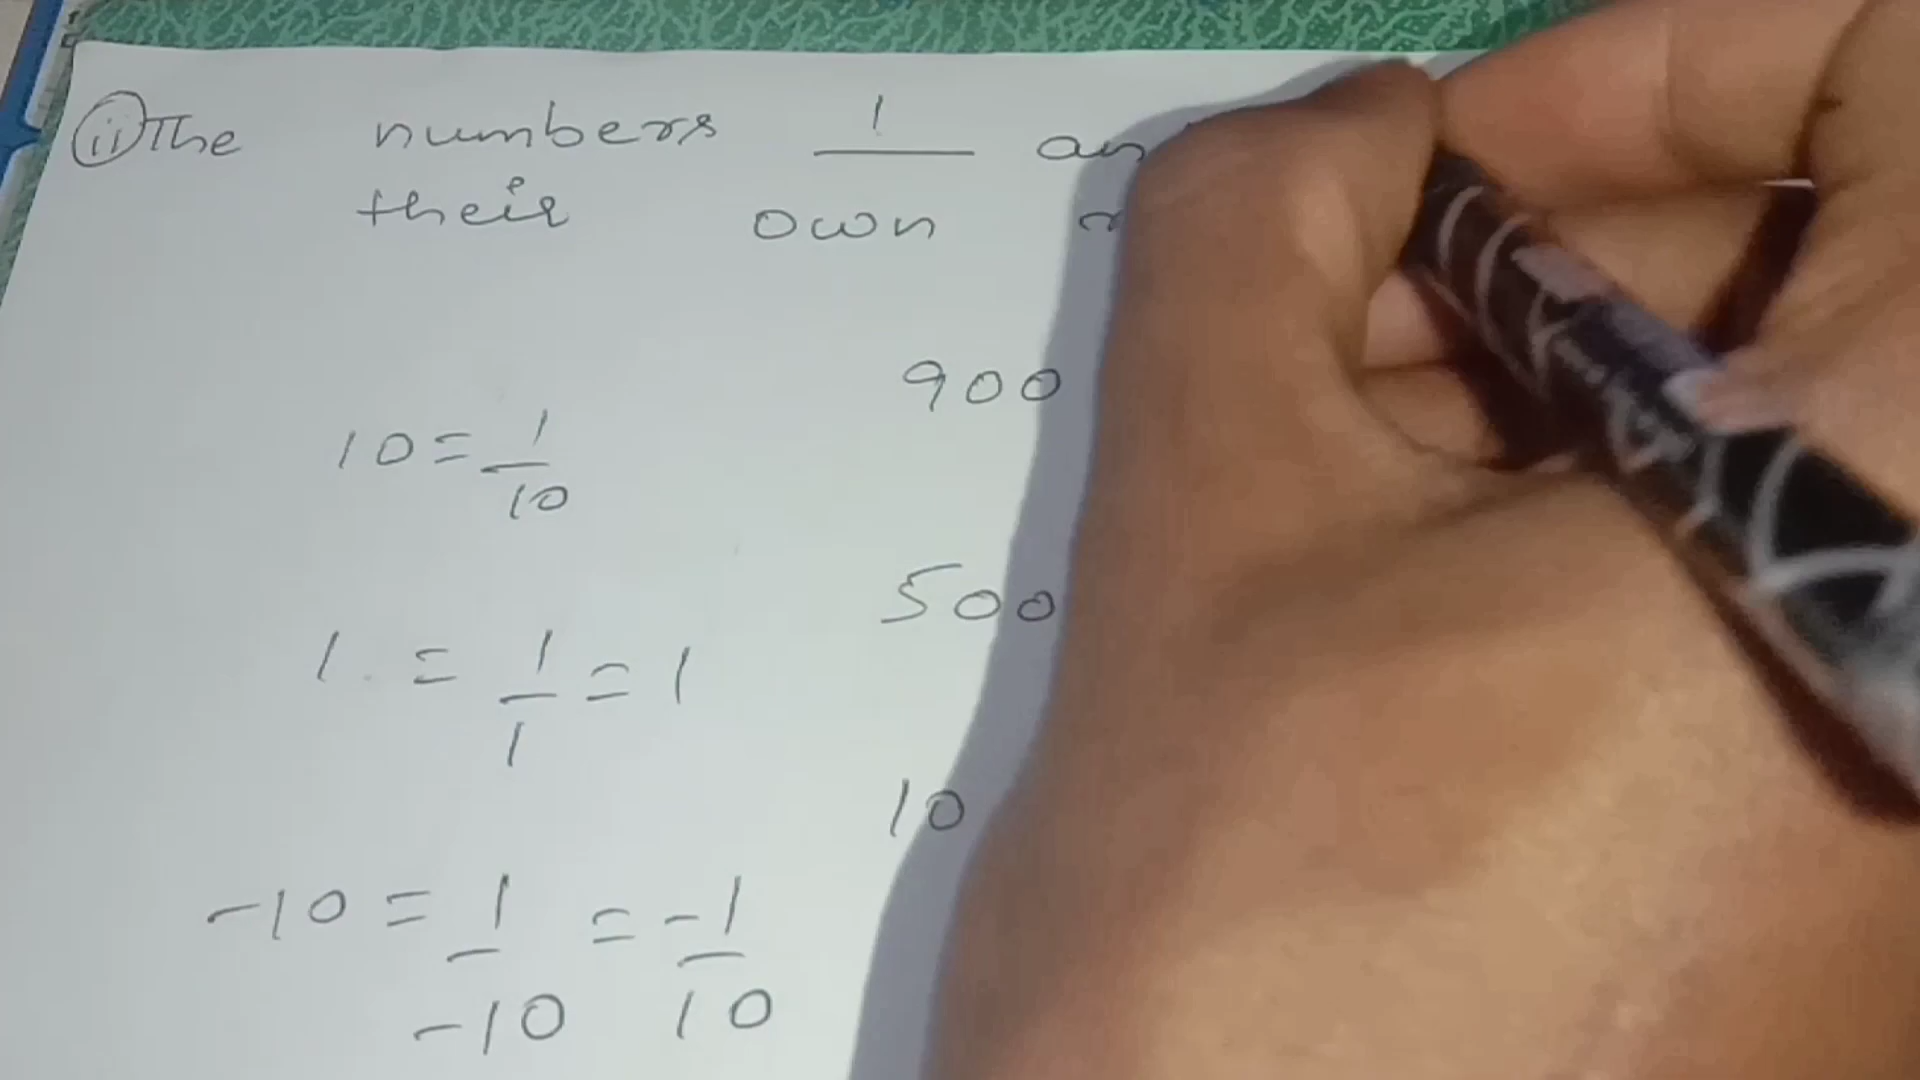 ii The numbers 1
their own
10 = 1/10
900
1 = 1/1 = 1
500
10
-10 = 1/-10 = -1/10